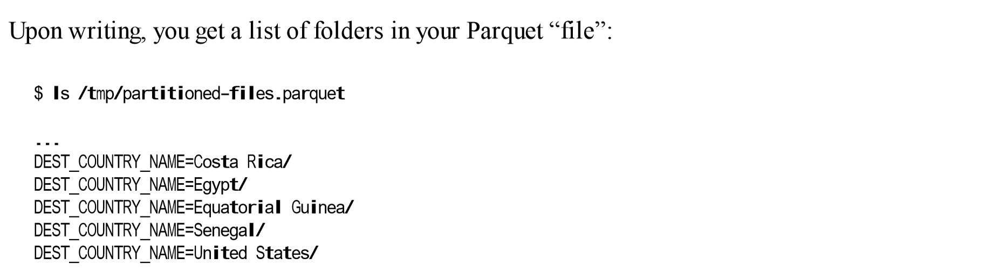 Upon writing, you get a list of folders in your Parquet “file”:
$ ls /tmp/partitioned-files.parquet
...
DEST_COUNTRY_NAME=Costa Rica/
DEST_COUNTRY_NAME=Egypt/
DEST_COUNTRY_NAME=Equatorial Guinea/
DEST_COUNTRY_NAME=Senegal/
DEST_COUNTRY_NAME=United States/